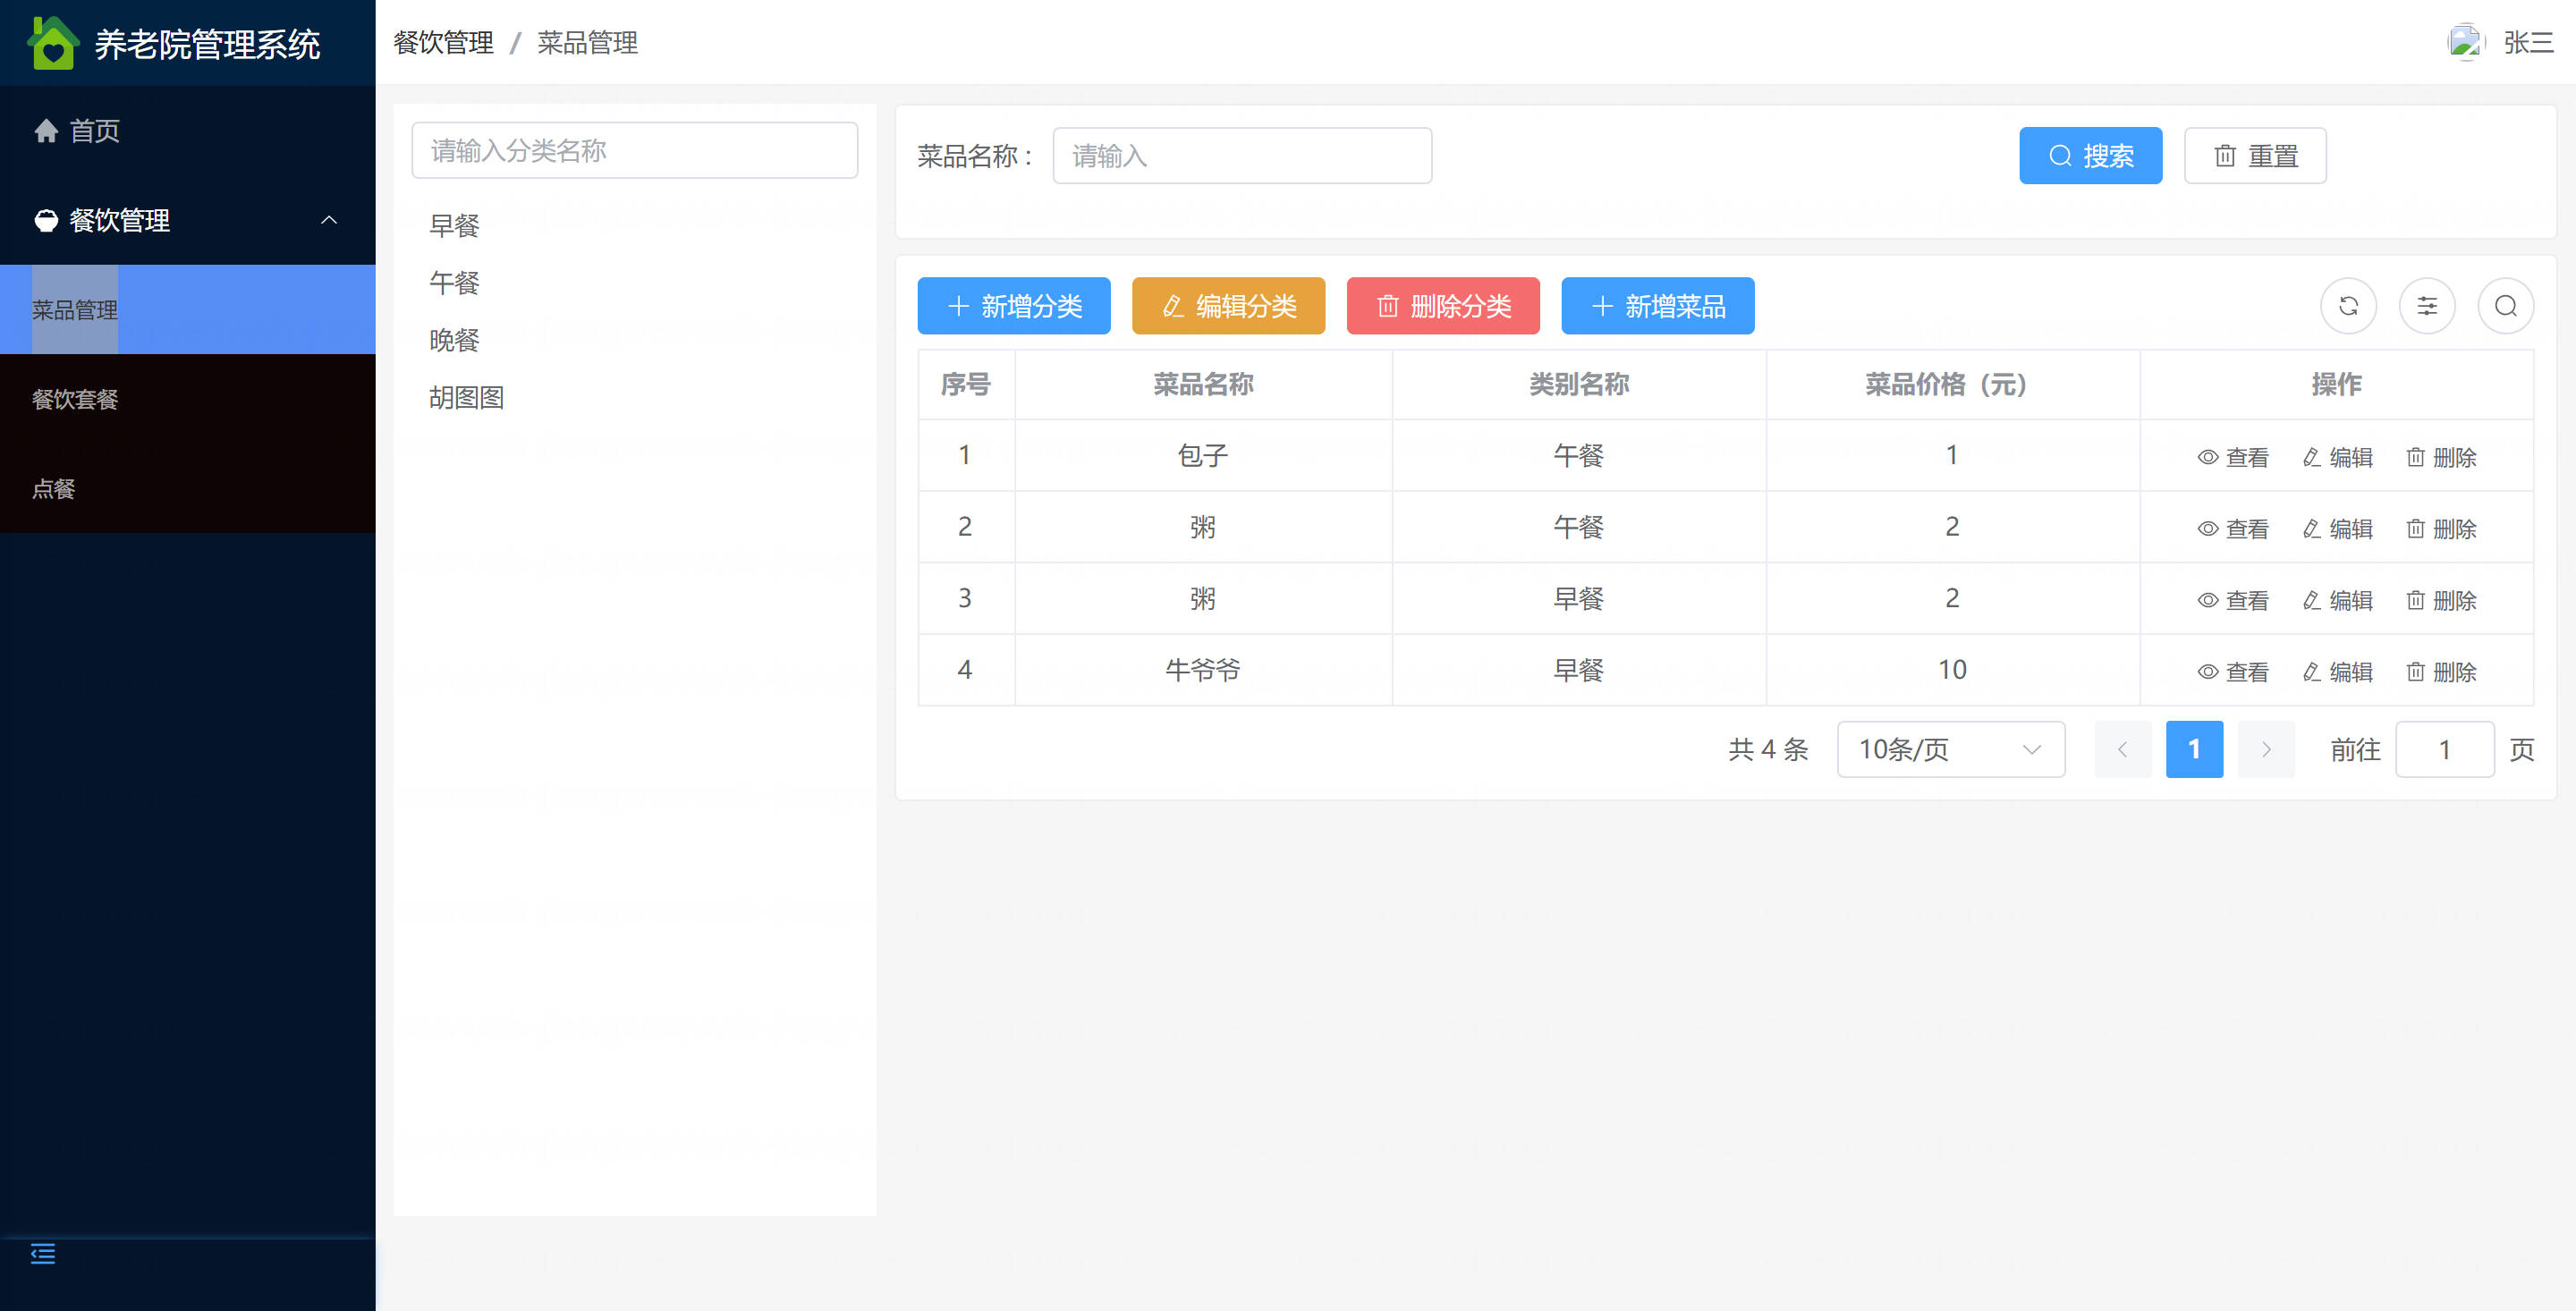 养老院管理系统
餐饮管理 / 菜品管理
张三
首页
餐饮管理
菜品管理
餐饮套餐
点餐
请输入分类名称
早餐
午餐
晚餐
胡图图
菜品名称： 请输入 搜索 重置
新增分类 编辑分类 删除分类 新增菜品
序号 菜品名称 类别名称 菜品价格（元） 操作
1 包子 午餐 1 查看 编辑 删除
2 粥 午餐 2 查看 编辑 删除
3 粥 早餐 2 查看 编辑 删除
4 牛爷爷 早餐 10 查看 编辑 删除
共 4 条 10条/页 1 前往 1 页